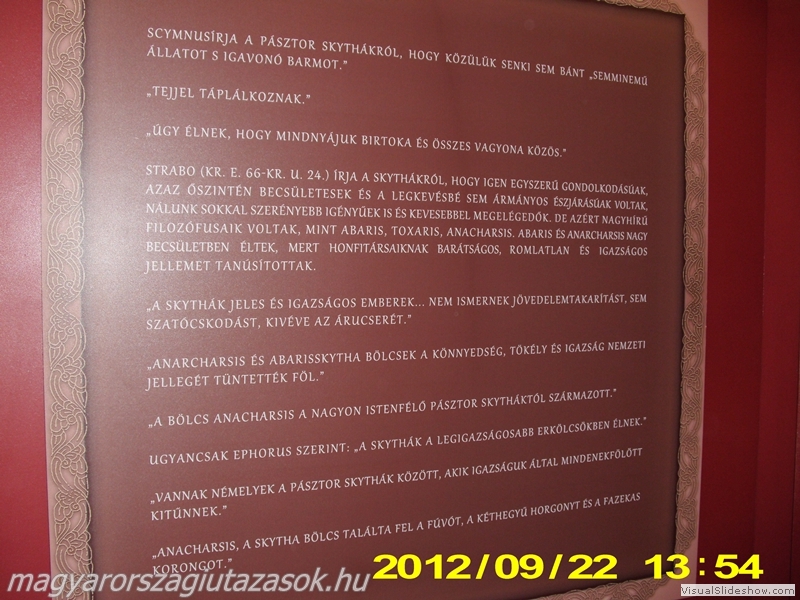 SCYMNUSÍRJA A PÁSZTOR SKYTHÁKRÓL, HOGY KÖZÜLÜK SENKI SEM BÁNT „SEMMINEMŰ
ÁLLATOT S IGAVONÓ BARMOT.”
„TEJJEL TÁPLÁLKOZNAK.”
„ÚGY ÉLNEK, HOGY MINDNYÁJUK BIRTOKA ÉS ÖSSZES VAGYONA KÖZÖS.”
STRABO (KR. E. 66-KR. U. 24.) ÍRJA A SKYTHÁKRÓL, HOGY IGEN EGYSZERŰ GONDOLKODÁSÚAK,
AZAZ ŐSZINTÉN BECSÜLETESEK ÉS A LEGKEVÉSBÉ SEM ÁRMÁNYOS ÉSZJÁRÁSÚAK VOLTAK,
NÁLUNK SOKKAL SZERÉNYEBB IGÉNYŰEK IS ÉS KEVESEBBEL MEGELÉGEDŐK. DE AZÉRT NAGYHÍRŰ
FILOZÓFUSAIK VOLTAK, MINT ABARIS, TOXARIS, ANACHARSIS. ABARIS ÉS ANARCHARSIS NAGY
BECSÜLETBEN ÉLTEK, MERT HONFITÁRSAIKNAK BARÁTSÁGOS, ROMLATLAN ÉS IGAZSÁGOS
JELLEMET TANÚSÍTOTTAK.
„A SKYTHÁK JELES ÉS IGAZSÁGOS EMBEREK... NEM ISMERNEK JÖVEDELEMTAKARÍTÁST, SEM
SZATÓCSKODÁST, KIVÉVE AZ ÁRUCSERÉT.”
„ANARCHARSIS ÉS ABARISSKYTHA BÖLCSEK A KÖNNYEDSÉG, TÖKÉLY ÉS IGAZSÁG NEMZETI
JELLEGÉT TÜNTETTÉK FÖL.”
„A BÖLCS ANACHARSIS A NAGYON ISTENFÉLŐ PÁSZTOR SKYTHÁKTÓL SZÁRMAZOTT.”
UGYANCSAK EPHORUS SZERINT: „A SKYTHÁK A LEGIGAZSÁGOSABB ERKÖLCSÖKBEN ÉLNEK.”
„VANNAK NÉMELYEK A PÁSZTOR SKYTHÁK KÖZÖTT, AKIK IGAZSÁGUK ÁLTAL MINDENEKFÖLÖTT
KITŰNNEK.”
„ANACHARSIS, A SKYTHA BÖLCS TALÁLTA FEL A FÚVÓT, A KÉTHEGYŰ HORGONYT ÉS A FAZEKAS
KORONGOT.”
magyarországiutazások.hu
2012/09/22 13:54
VisualSlideshow.com